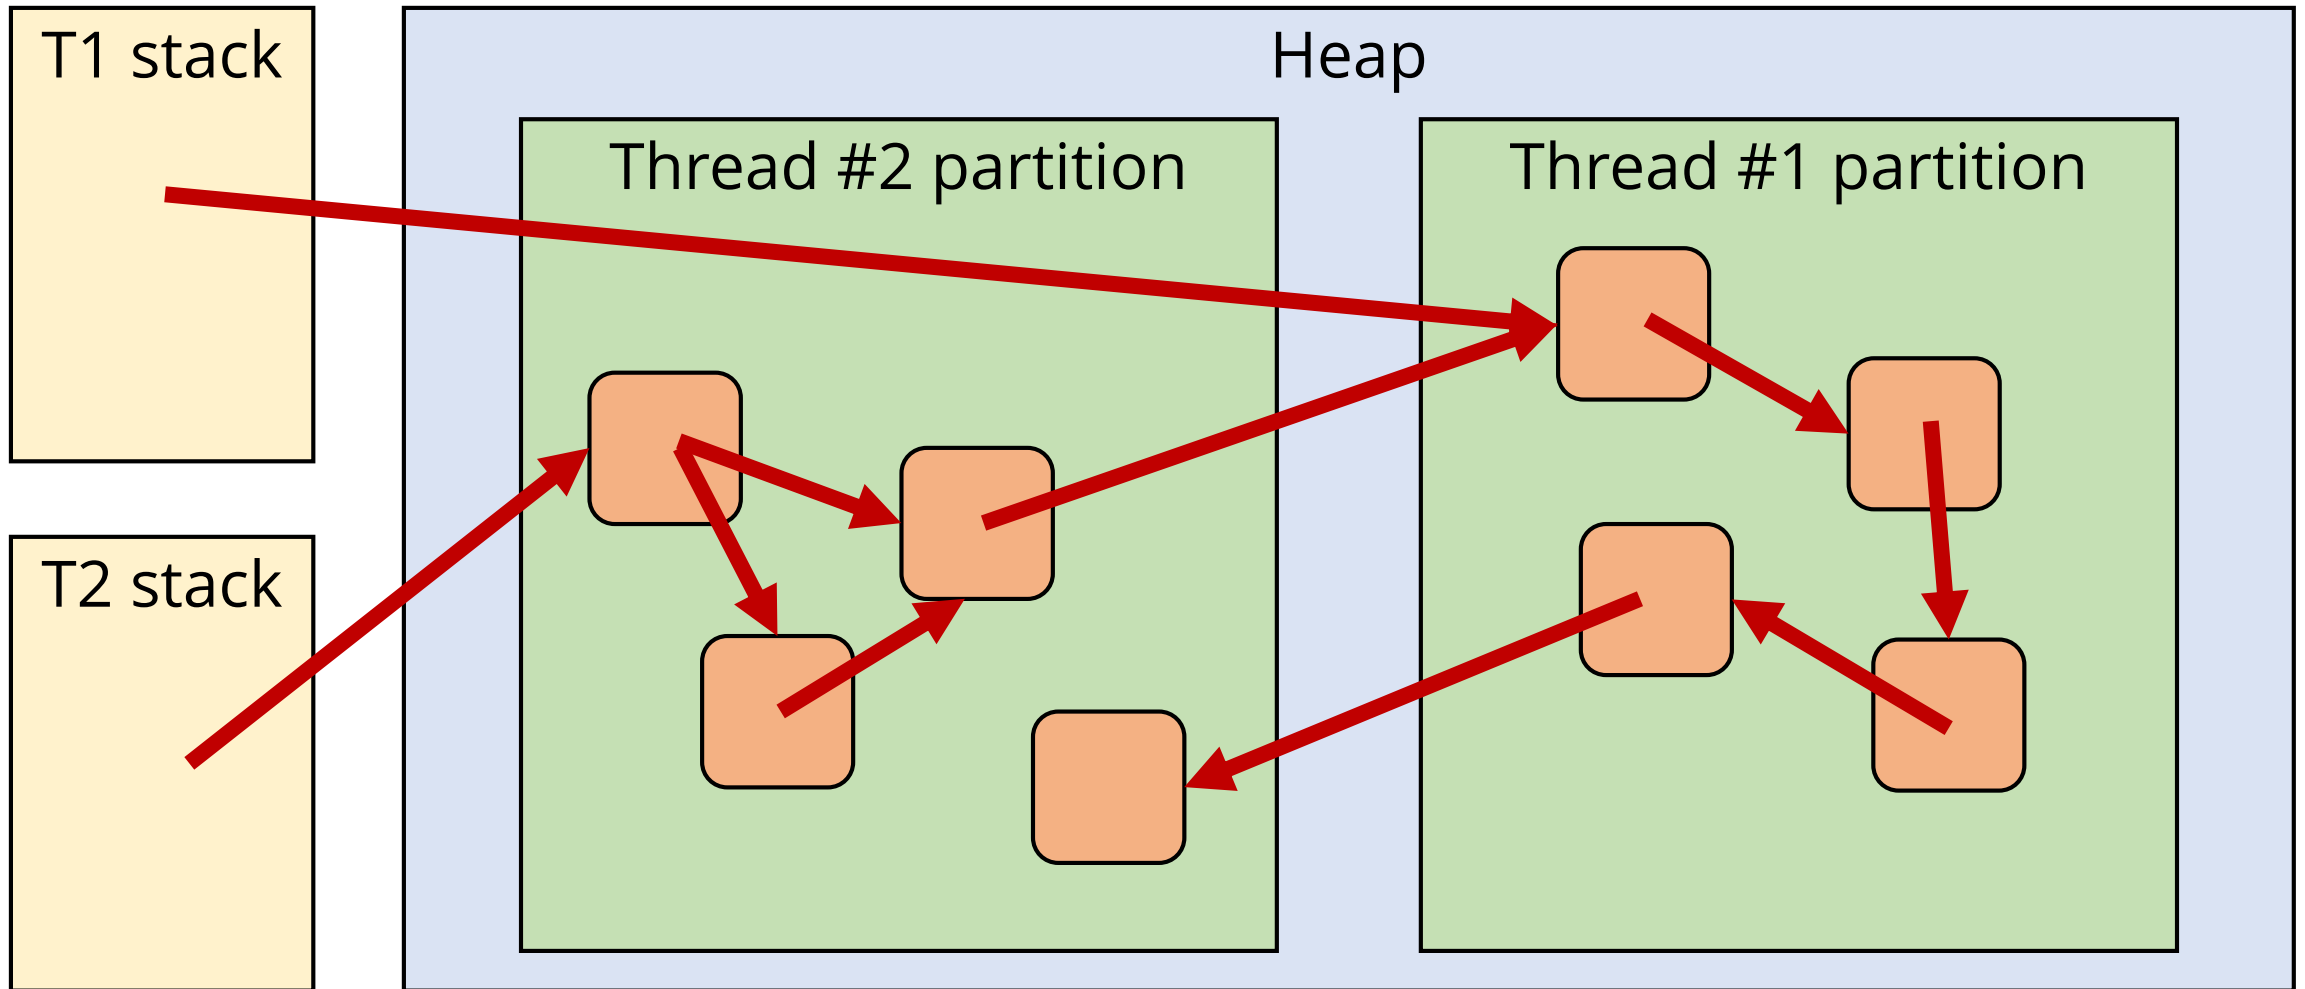 T1 stack
Heap
Thread #2 partition
Thread #1 partition
T2 stack